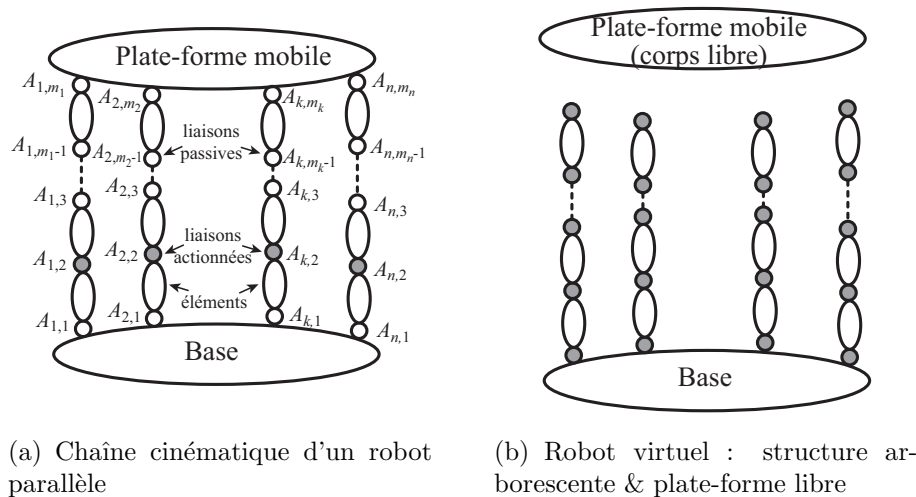 Plate-forme mobile
A1,m1
A2,m2
Ak,mk
An,mn
A1,m1-1
A2,m2-1
liaisons
passives
Ak,mk-1
An,mn-1
A1,3
A2,3
Ak,3
An,3
A1,2
A2,2
liaisons
actionnées
Ak,2
An,2
éléments
A1,1
A2,1
Ak,1
An,1
Base
(a) Chaîne cinématique d'un robot
parallèle
Plate-forme mobile
(corps libre)
Base
(b) Robot virtuel : structure ar-
borescente & plate-forme libre